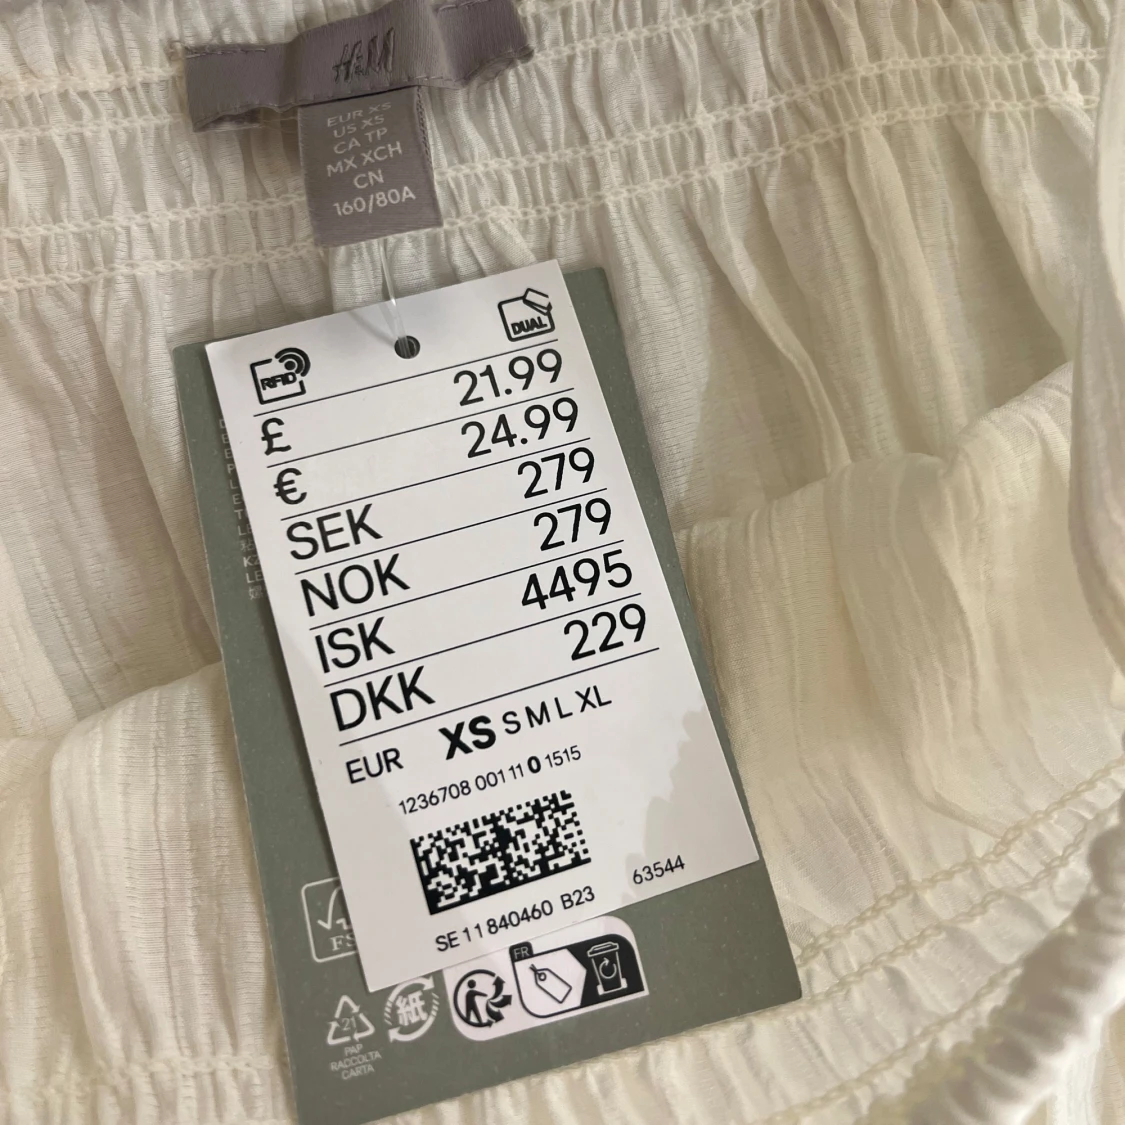 H&M
EUR XS
US XS
CA TP
MX XCH
CN
160/80A
RFID
DUAL
£ 21.99
€ 24.99
SEK 279
NOK 279
ISK 4495
DKK 229
EUR XS S M L XL
1236708 001 11 0 1515
63544
SE 11 840460 B23
FS
FR
21
PAP
RACCOLTA
CARTA
紙